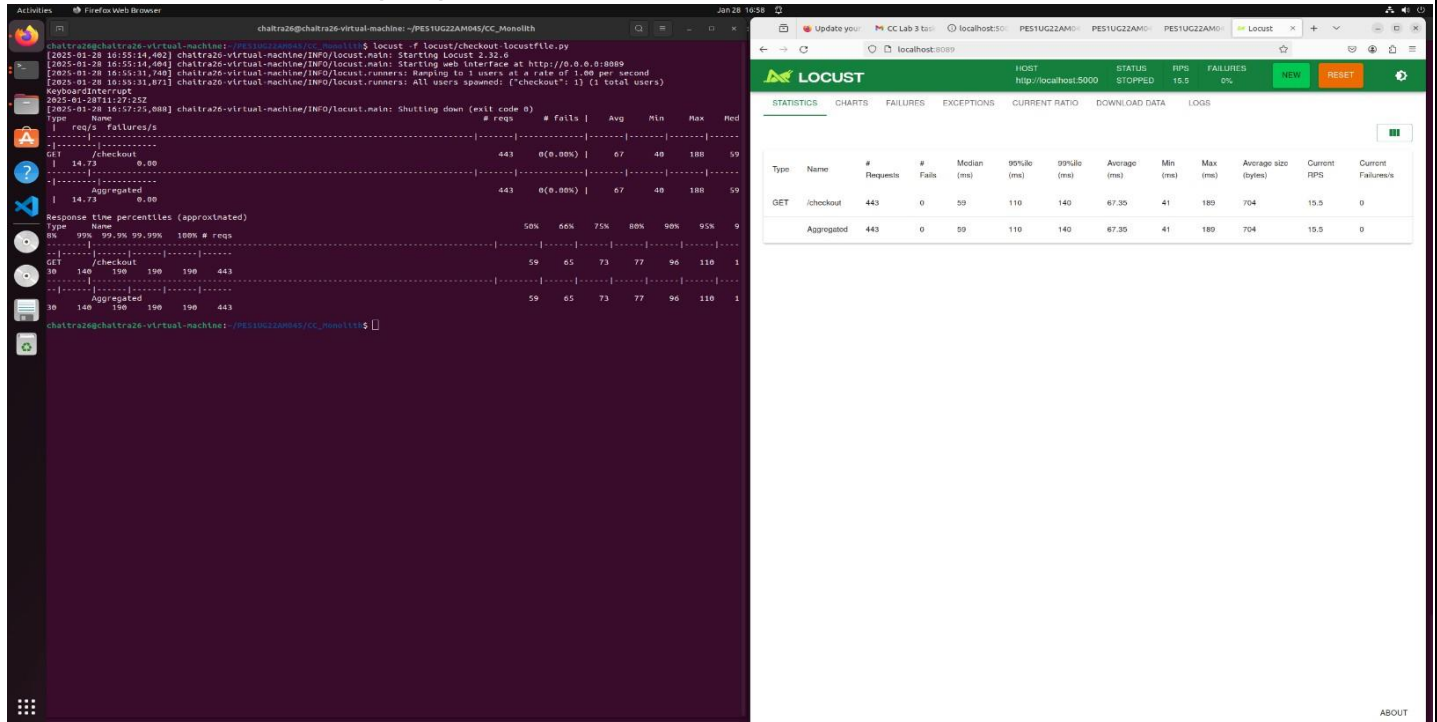 Activities Firefox Web Browser Jan 28 16:58
chaitra26@chaitra26-virtual-machine: ~/PES1UG22AM045/CC_Monolith
chaitra26@chaitra26-virtual-machine:~/PES1UG22AM045/CC_Monolith$ locust -f locust/checkout-locustfile.py
[2025-01-28 16:55:14,402] chaitra26-virtual-machine/INFO/locust.main: Starting Locust 2.32.6
[2025-01-28 16:55:14,404] chaitra26-virtual-machine/INFO/locust.main: Starting web interface at http://0.0.0.0:8089
[2025-01-28 16:55:31,740] chaitra26-virtual-machine/INFO/locust.runners: Ramping to 1 users at a rate of 1.00 per second
[2025-01-28 16:55:31,871] chaitra26-virtual-machine/INFO/locust.runners: All users spawned: {"checkout": 1} (1 total users)
KeyboardInterrupt
2025-01-28T11:27:25Z
[2025-01-28 16:57:25,088] chaitra26-virtual-machine/INFO/locust.main: Shutting down (exit code 0)
Type Name # reqs # fails | Avg Min Max Med
| req/s failures/s
--------|----------------------------------------------------------------------------|-------|-------------|-------|-------|-------|-------
-|--------|-----------
GET /checkout 443 0(0.00%) | 67 40 188 59
| 14.73 0.00
--------|----------------------------------------------------------------------------|-------|-------------|-------|-------|-------|-------
-|--------|-----------
Aggregated 443 0(0.00%) | 67 40 188 59
| 14.73 0.00
Response time percentiles (approximated)
Type Name 50% 66% 75% 80% 90% 95% 9
8% 99% 99.9% 99.99% 100% # reqs
--------|--------------------------------------------------------------------------------|--------|------|------|------|------|------|----
--|------|------|------|------|------
GET /checkout 59 65 73 77 96 110 1
30 140 190 190 190 443
--------|--------------------------------------------------------------------------------|--------|------|------|------|------|------|----
--|------|------|------|------|------
Aggregated 59 65 73 77 96 110 1
30 140 190 190 190 443
chaitra26@chaitra26-virtual-machine:~/PES1UG22AM045/CC_Monolith$
Update your CC Lab 3 tas localhost:50 PES1UG22AM0 PES1UG22AM0 PES1UG22AM0 Locust
localhost:8089
LOCUST
HOST STATUS RPS FAILURES
http://localhost:5000 STOPPED 15.5 0%
NEW RESET
STATISTICS CHARTS FAILURES EXCEPTIONS CURRENT RATIO DOWNLOAD DATA LOGS
Type Name # Requests # Fails Median (ms) 95%ile (ms) 99%ile (ms) Average (ms) Min (ms) Max (ms) Average size (bytes) Current RPS Current Failures/s
GET /checkout 443 0 59 110 140 67.35 41 189 704 15.5 0
Aggregated 443 0 59 110 140 67.35 41 189 704 15.5 0
ABOUT